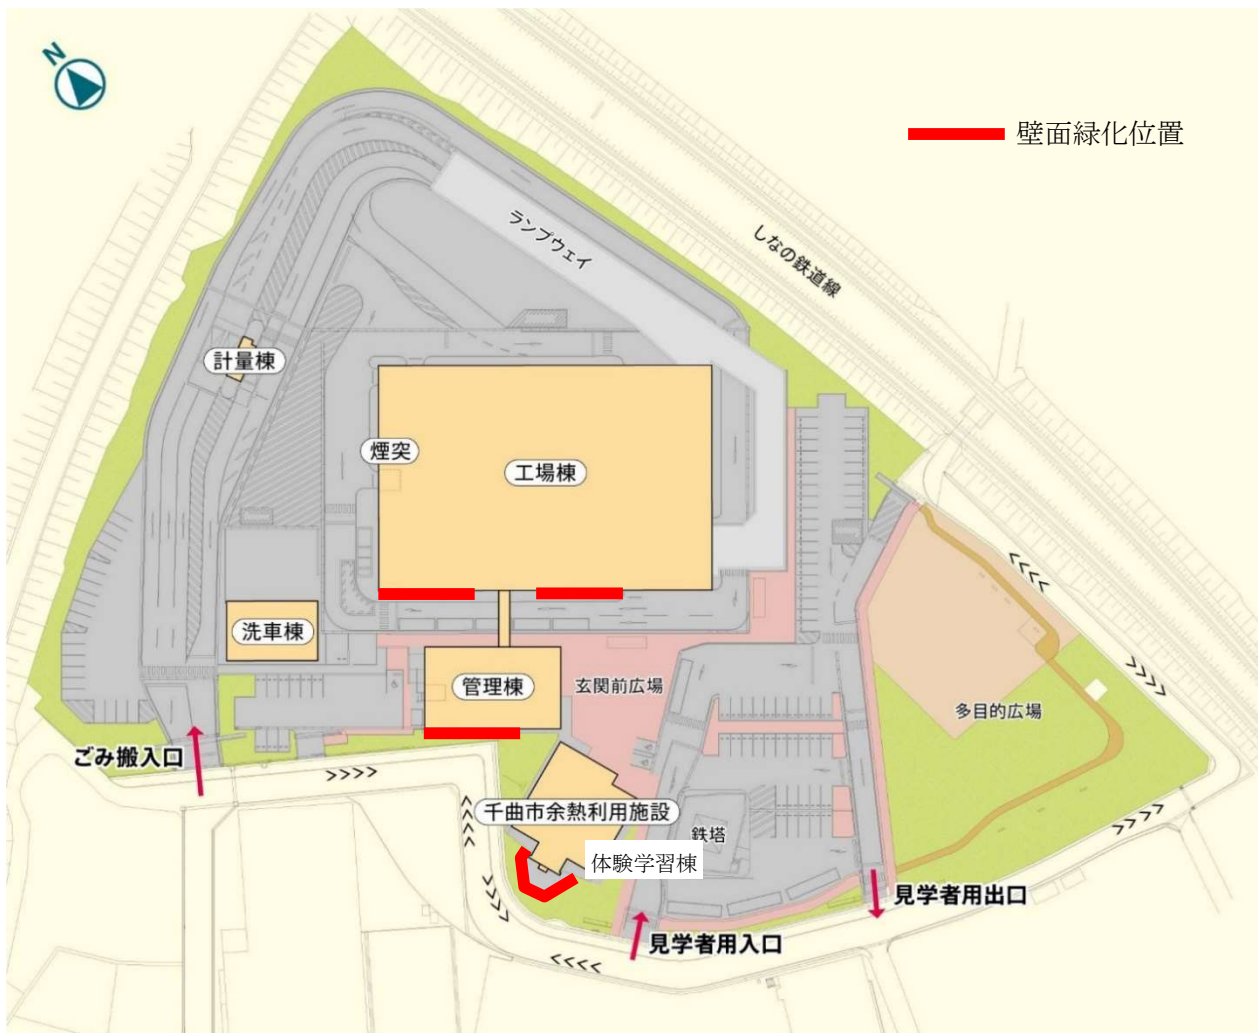 N
壁面緑化位置
ランプウェイ
しなの鉄道線
計量棟
煙突
工場棟
洗車棟
管理棟
玄関前広場
多目的広場
ごみ搬入口
>>>>
千曲市余熱利用施設
鉄塔
体験学習棟
見学者用出口
見学者用入口
<<<<